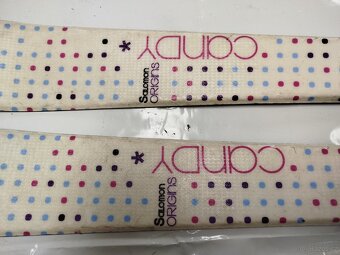 .candy
*
Salomon
ORIGINS
.candy
*
Salomon
ORIGINS